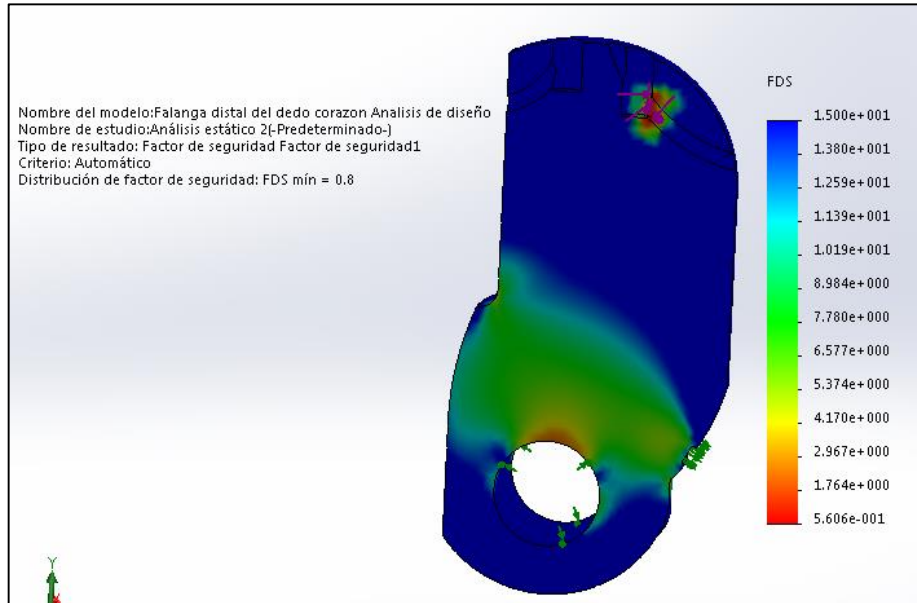 Nombre del modelo:Falanga distal del dedo corazon Analisis de diseño
Nombre de estudio:Análisis estático 2(-Predeterminado-)
Tipo de resultado: Factor de seguridad Factor de seguridad1
Criterio: Automático
Distribución de factor de seguridad: FDS mín = 0.8
FDS
1.500e+001
1.380e+001
1.259e+001
1.139e+001
1.019e+001
8.983e+000
7.780e+000
6.577e+000
5.374e+000
4.170e+000
2.967e+000
1.764e+000
5.606e-001
Y